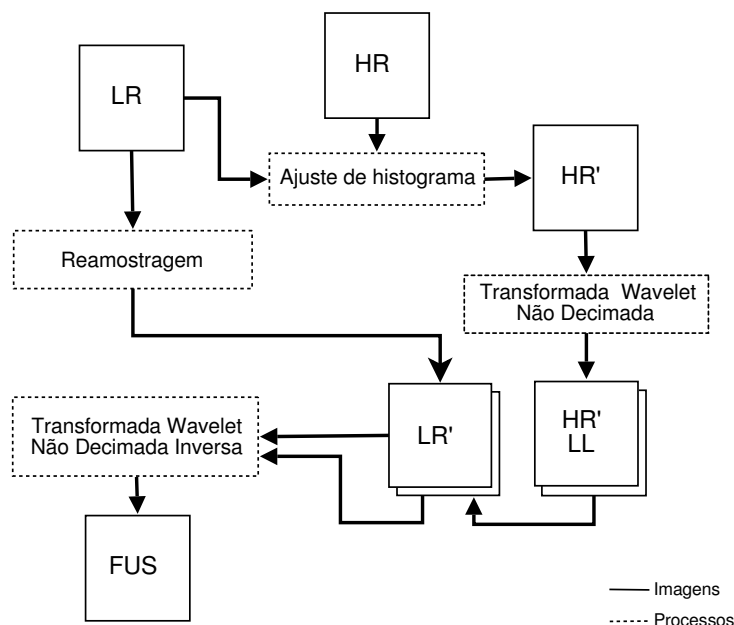 HR
LR
Ajuste de histograma
HR'
Reamostragem
Transformada Wavelet
Não Decimada
LR'
HR'
LL
Transformada Wavelet
Não Decimada Inversa
FUS
Imagens
Processos